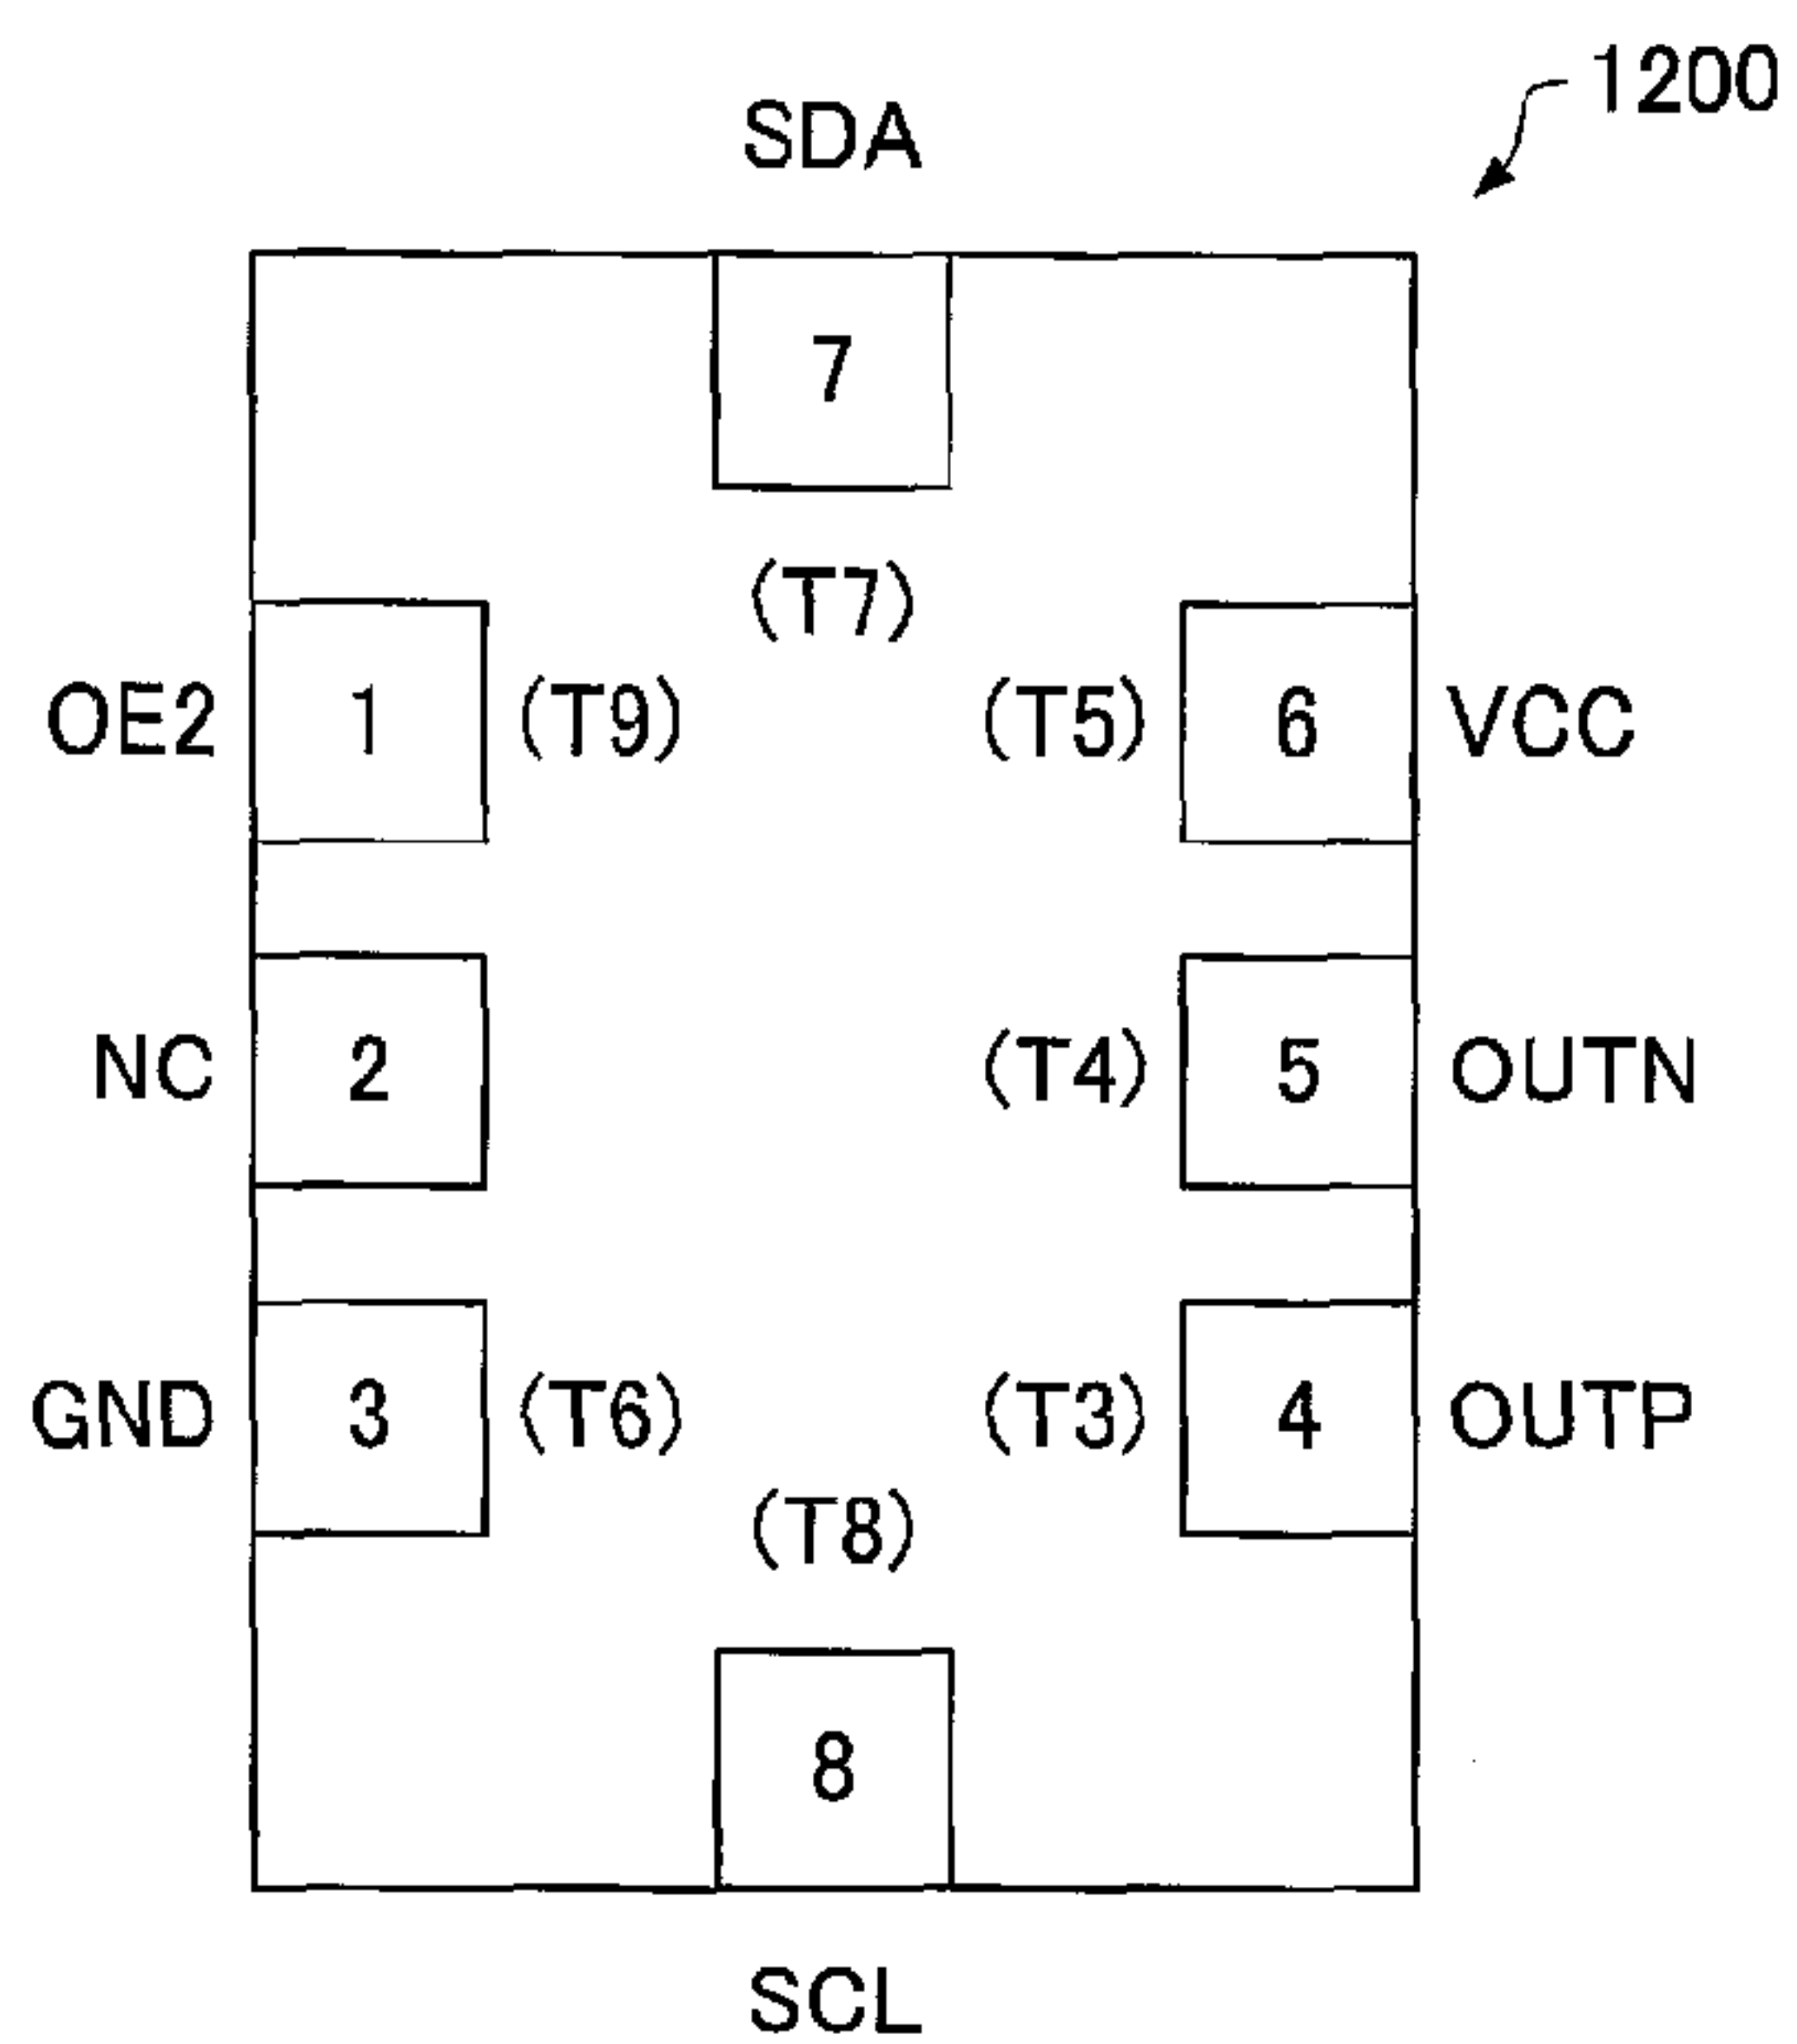 1200
SDA
7
(T7)
OE2 1 (T9) (T5) 6 VCC
NC 2 (T4) 5 OUTN
GND 3 (T6) (T3) 4 OUTP
(T8)
8
SCL